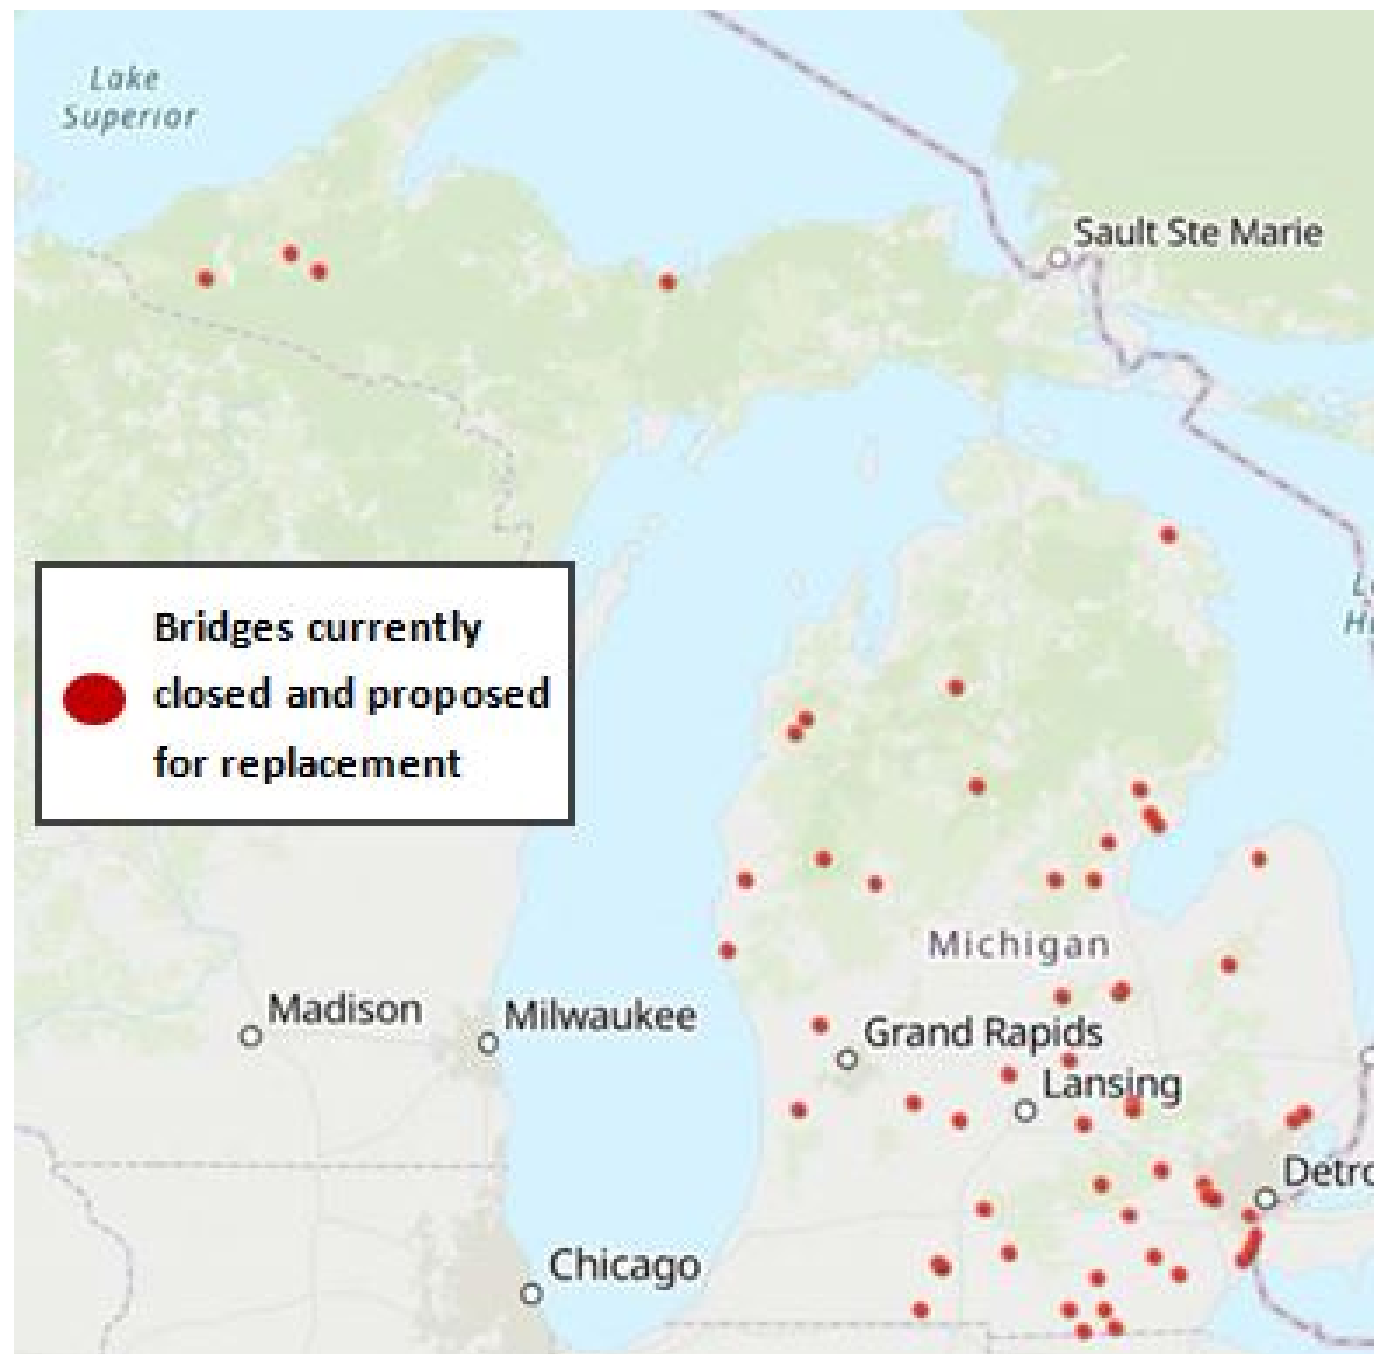 Lake
Superior
Sault Ste Marie
Bridges currently
closed and proposed
for replacement
Michigan
Madison
Milwaukee
Grand Rapids
Lansing
Detro
Chicago